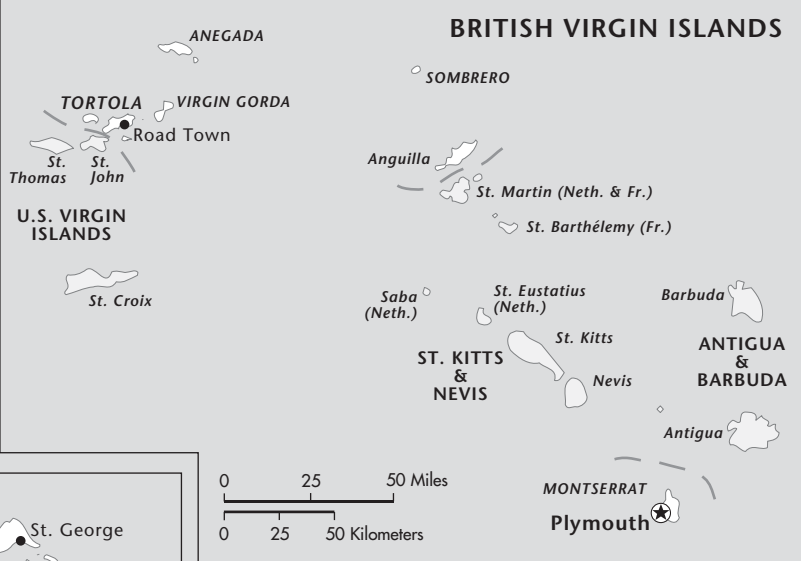 BRITISH VIRGIN ISLANDS
ANEGADA
SOMBRERO
TORTOLA
VIRGIN GORDA
Road Town
St.
Thomas
St.
John
U.S. VIRGIN
ISLANDS
St. Croix
Anguilla
St. Martin (Neth. & Fr.)
St. Barthélemy (Fr.)
Saba
(Neth.)
St. Eustatius
(Neth.)
St. Kitts
ST. KITTS
&
NEVIS
Nevis
Barbuda
ANTIGUA
&
BARBUDA
Antigua
MONTSERRAT
Plymouth
0 25 50 Miles
0 25 50 Kilometers
St. George